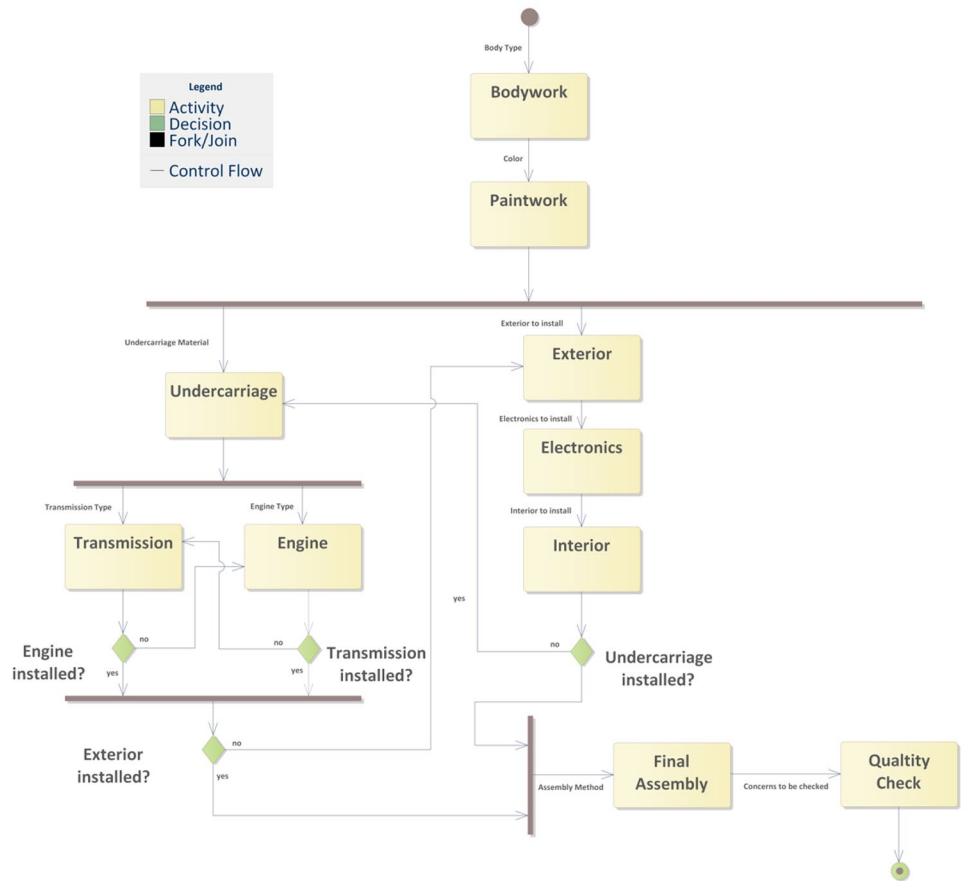 Body Type
Legend
Activity
Decision
Fork/Join
Control Flow
Bodywork
Color
Paintwork
Exterior to install
Undercarriage Material
Exterior
Undercarriage
Electronics to install
Electronics
Transmission Type
Engine Type
Interior to install
Transmission
Engine
Interior
yes
no
no
no
Engine
installed?
Transmission
installed?
Undercarriage
installed?
yes
yes
no
Exterior
installed?
yes
Final
Assembly
Qualtity
Check
Assembly Method
Concerns to be checked